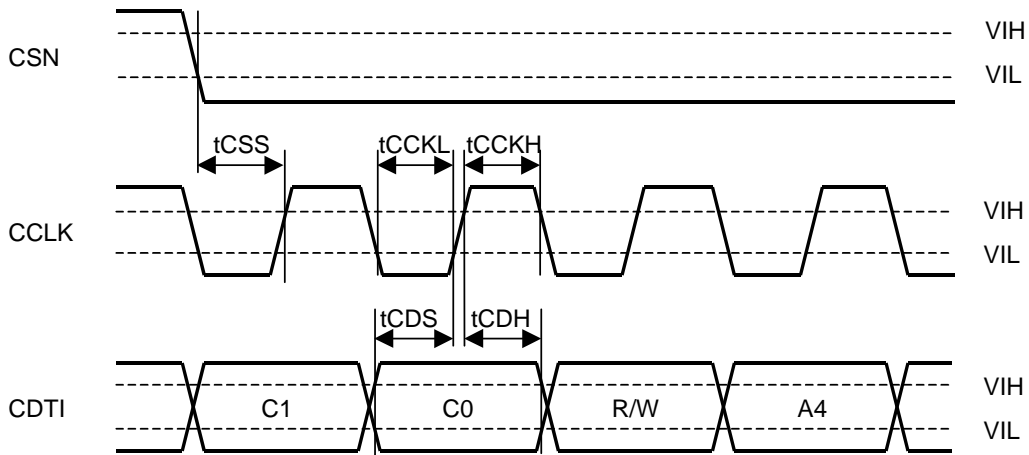 VIH
CSN
VIL
tCSS tCCKL tCCKH
VIH
CCLK
VIL
tCDS tCDH
VIH
CDTI C1 C0 R/W A4
VIL